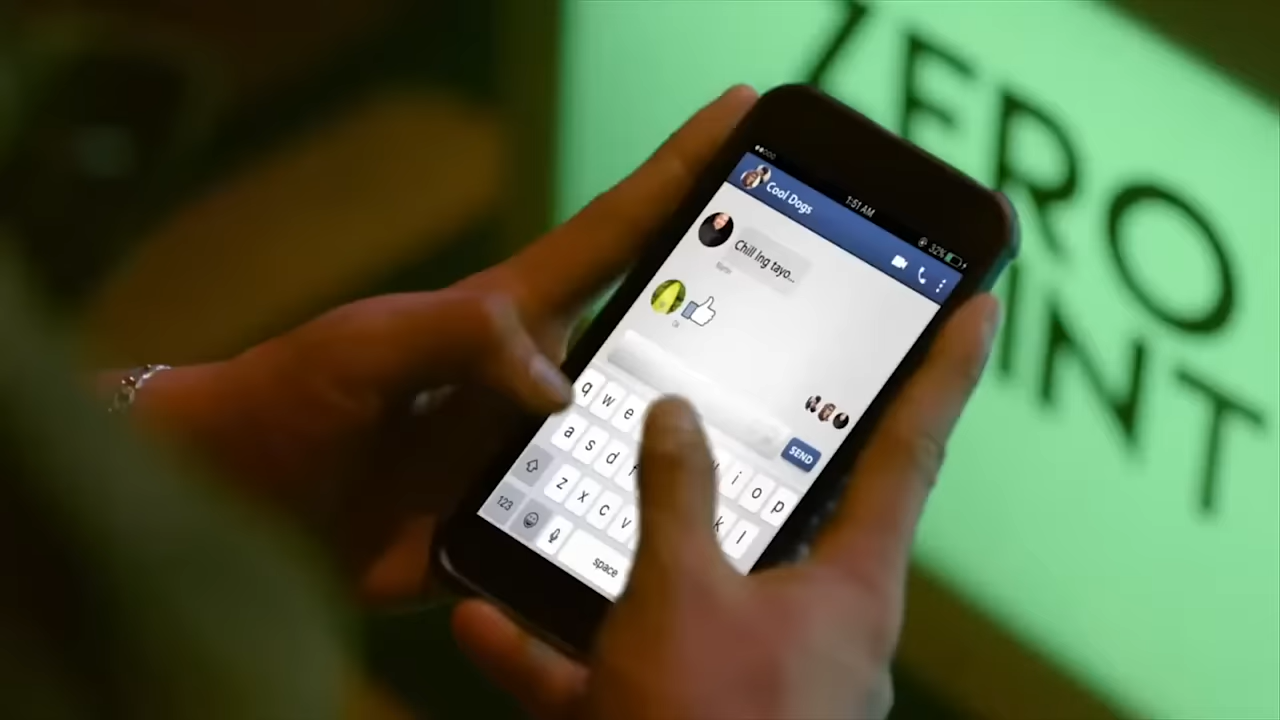 ZERO
INT
1:51 AM
32%
Cool Dogs
Chill lng tayo...
SEND
q w e u i o p
a s d f k l
z x c v
123
space